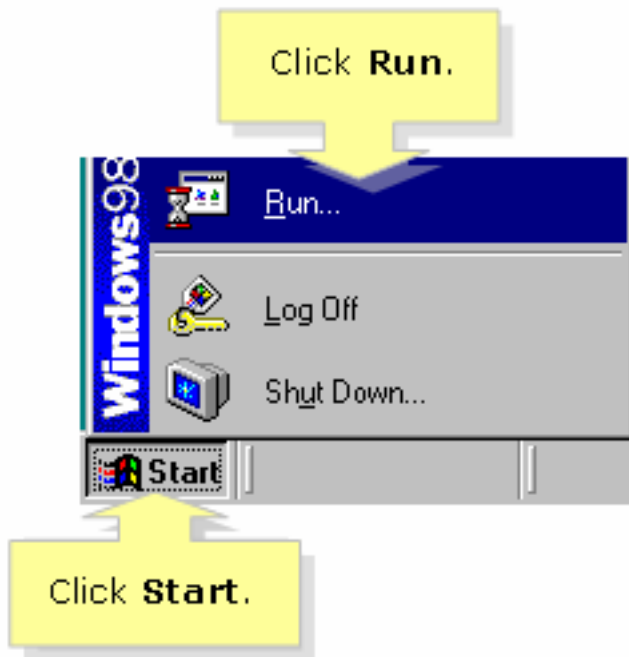 Click Run.
Windows98
Run...
Log Off
Shut Down...
Start
Click Start.